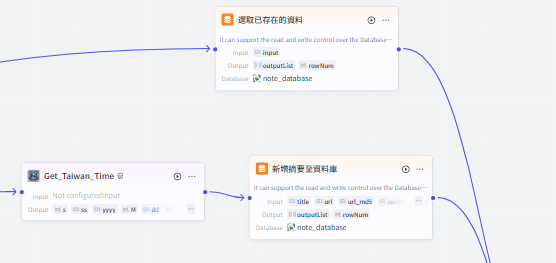 選取已存在的資料
It can support the read and write control over the Database...
Input input
Output outputList rowNum
Database note_database
Get_Taiwan_Time
Input Not configuredInput
Output s ss yyyy M dd
新增摘要至資料庫
It can support the read and write control over the Database...
Input title url url_md5
Output outputList rowNum
Database note_database